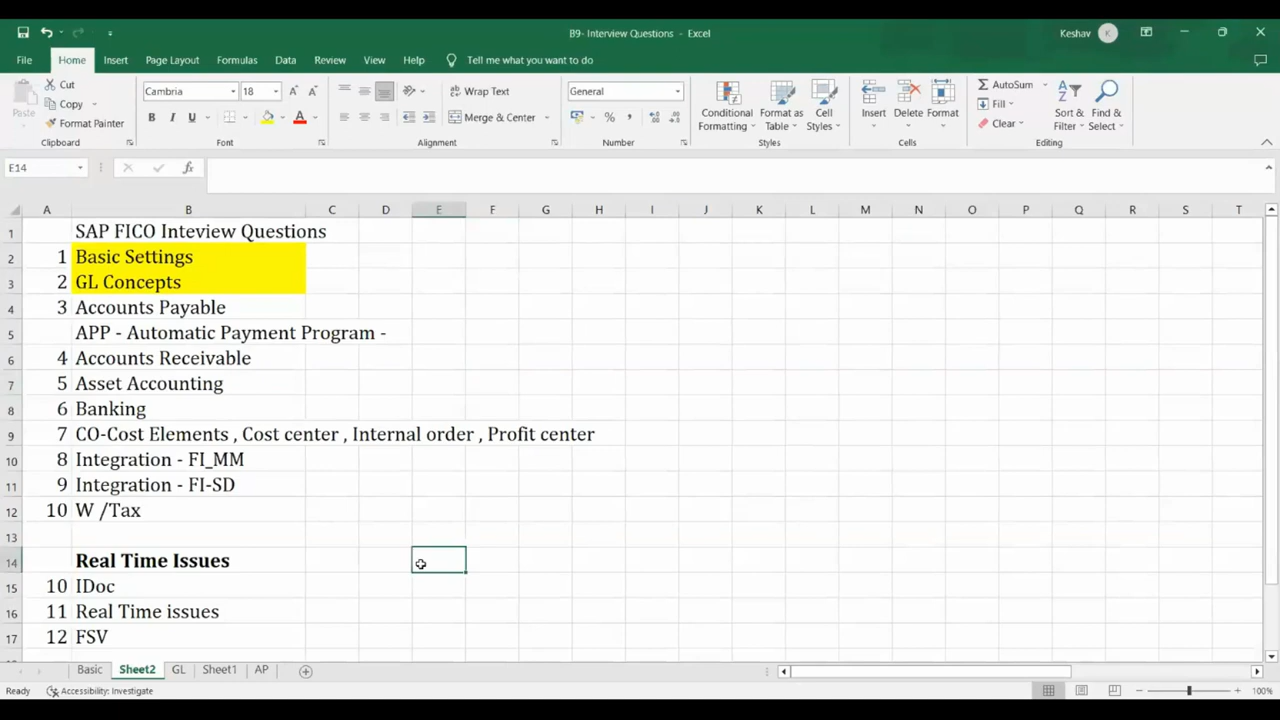 B9- Interview Questions - Excel
Keshav K
File Home Insert Page Layout Formulas Data Review View Help Tell me what you want to do
Paste
Cut
Copy
Format Painter
Clipboard
Cambria 18
B I U
Font
Wrap Text
Merge & Center
Alignment
General
Number
Conditional Formatting
Format as Table
Cell Styles
Styles
Insert
Delete
Format
Cells
AutoSum
Fill
Clear
Sort & Filter
Find & Select
Editing
E14
fx
A B C D E F G H I J K L M N O P Q R S T
1 SAP FICO Inteview Questions
2 1 Basic Settings
3 2 GL Concepts
4 3 Accounts Payable
5 APP - Automatic Payment Program -
6 4 Accounts Receivable
7 5 Asset Accounting
8 6 Banking
9 7 CO-Cost Elements , Cost center , Internal order , Profit center
10 8 Integration - FI_MM
11 9 Integration - FI-SD
12 10 W /Tax
13
14 Real Time Issues
15 10 IDoc
16 11 Real Time issues
17 12 FSV
Basic Sheet2 GL Sheet1 AP
Ready Accessibility: Investigate 100%